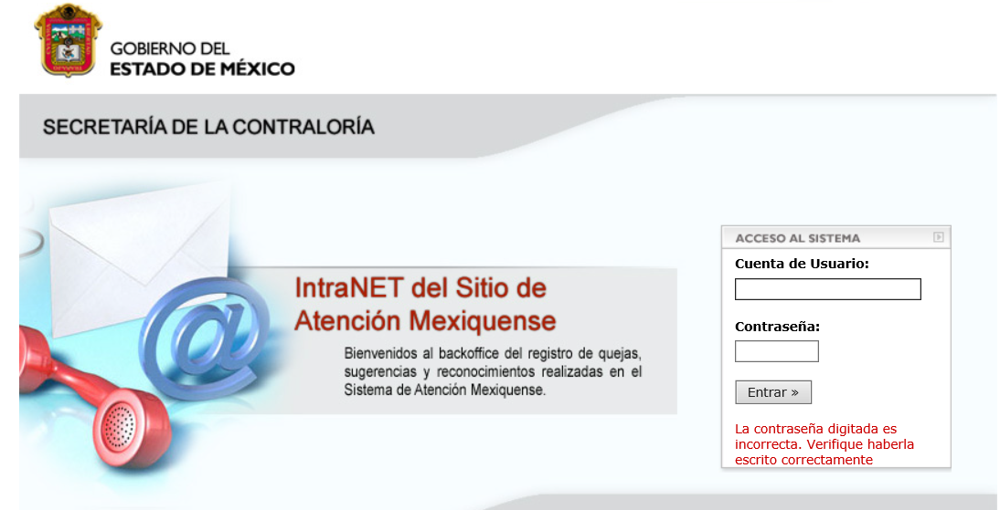 GOBIERNO DEL
ESTADO DE MÉXICO
SECRETARÍA DE LA CONTRALORÍA
IntraNET del Sitio de
Atención Mexiquense
Bienvenidos al backoffice del registro de quejas,
sugerencias y reconocimientos realizadas en el
Sistema de Atención Mexiquense.
ACCESO AL SISTEMA
Cuenta de Usuario:
Contraseña:
Entrar »
La contraseña digitada es
incorrecta. Verifique haberla
escrito correctamente